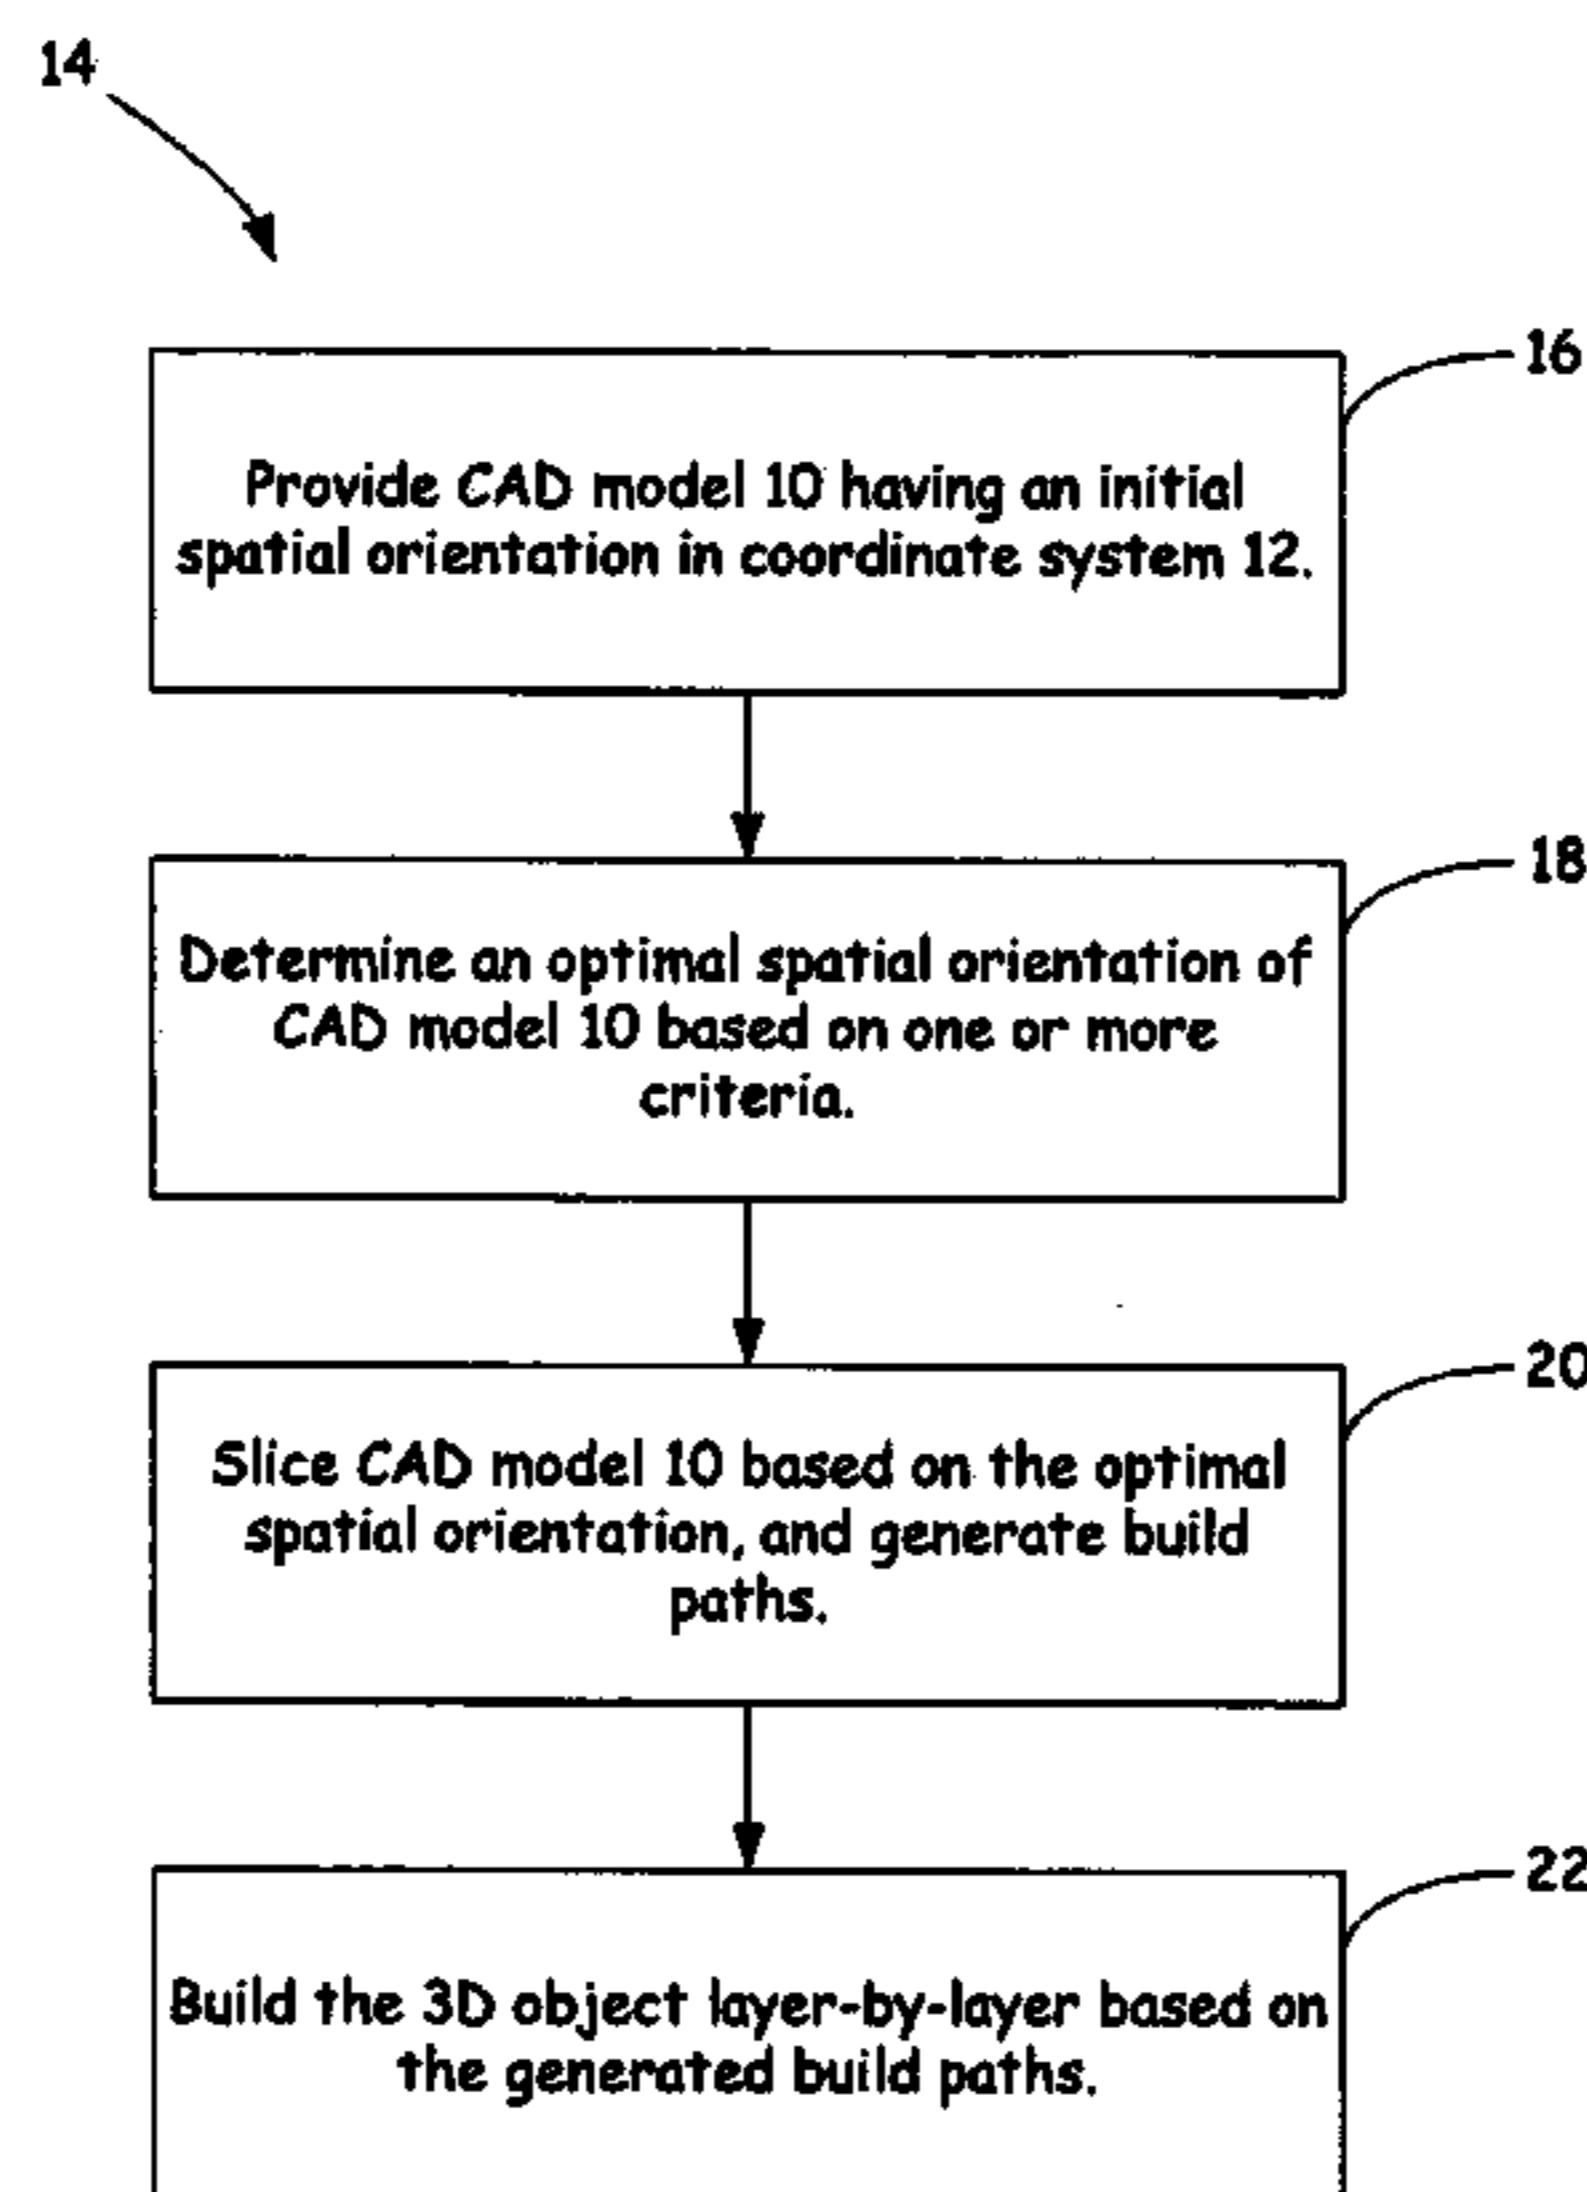 14
16
Provide CAD model 10 having an initial
spatial orientation in coordinate system 12.
18
Determine an optimal spatial orientation of
CAD model 10 based on one or more
criteria.
20
Slice CAD model 10 based on the optimal
spatial orientation, and generate build
paths.
22
Build the 3D object layer-by-layer based on
the generated build paths.